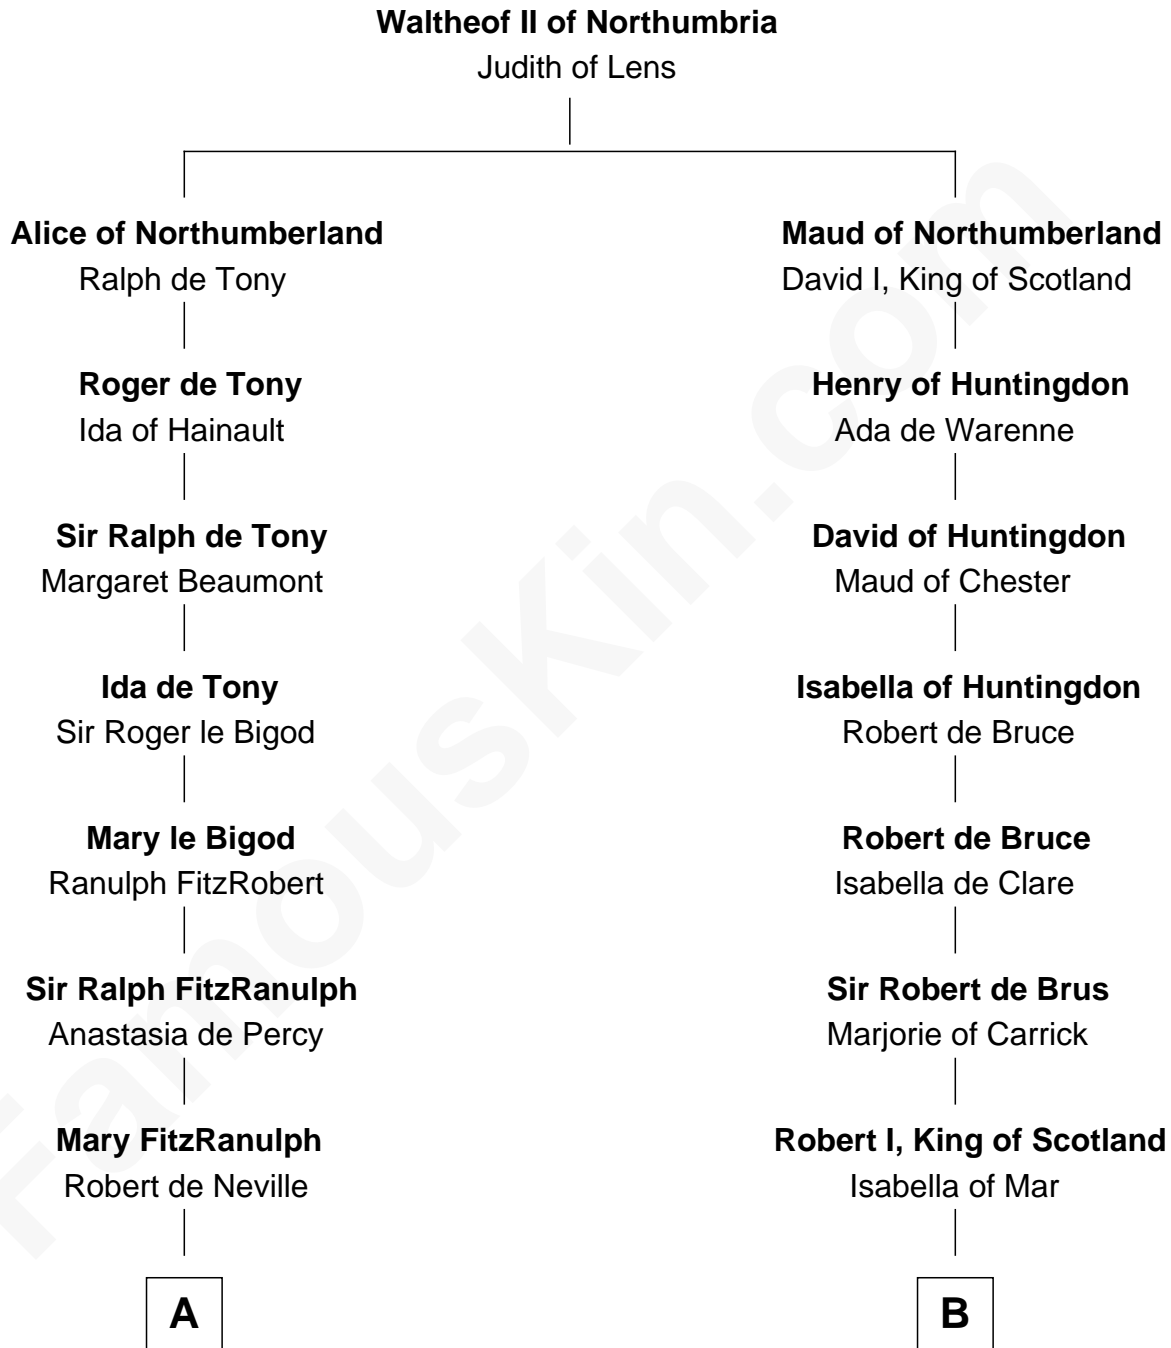 Waltheof II of Northumbria
Judith of Lens
Alice of Northumberland
Ralph de Tony
Maud of Northumberland
David I, King of Scotland
Roger de Tony
Ida of Hainault
Henry of Huntingdon
Ada de Warenne
Sir Ralph de Tony
Margaret Beaumont
David of Huntingdon
Maud of Chester
Ida de Tony
Sir Roger le Bigod
Isabella of Huntingdon
Robert de Bruce
Mary le Bigod
Ranulph FitzRobert
Robert de Bruce
Isabella de Clare
Sir Ralph FitzRanulph
Anastasia de Percy
Sir Robert de Brus
Marjorie of Carrick
Mary FitzRanulph
Robert de Neville
Robert I, King of Scotland
Isabella of Mar
A
B
FamousKin.com